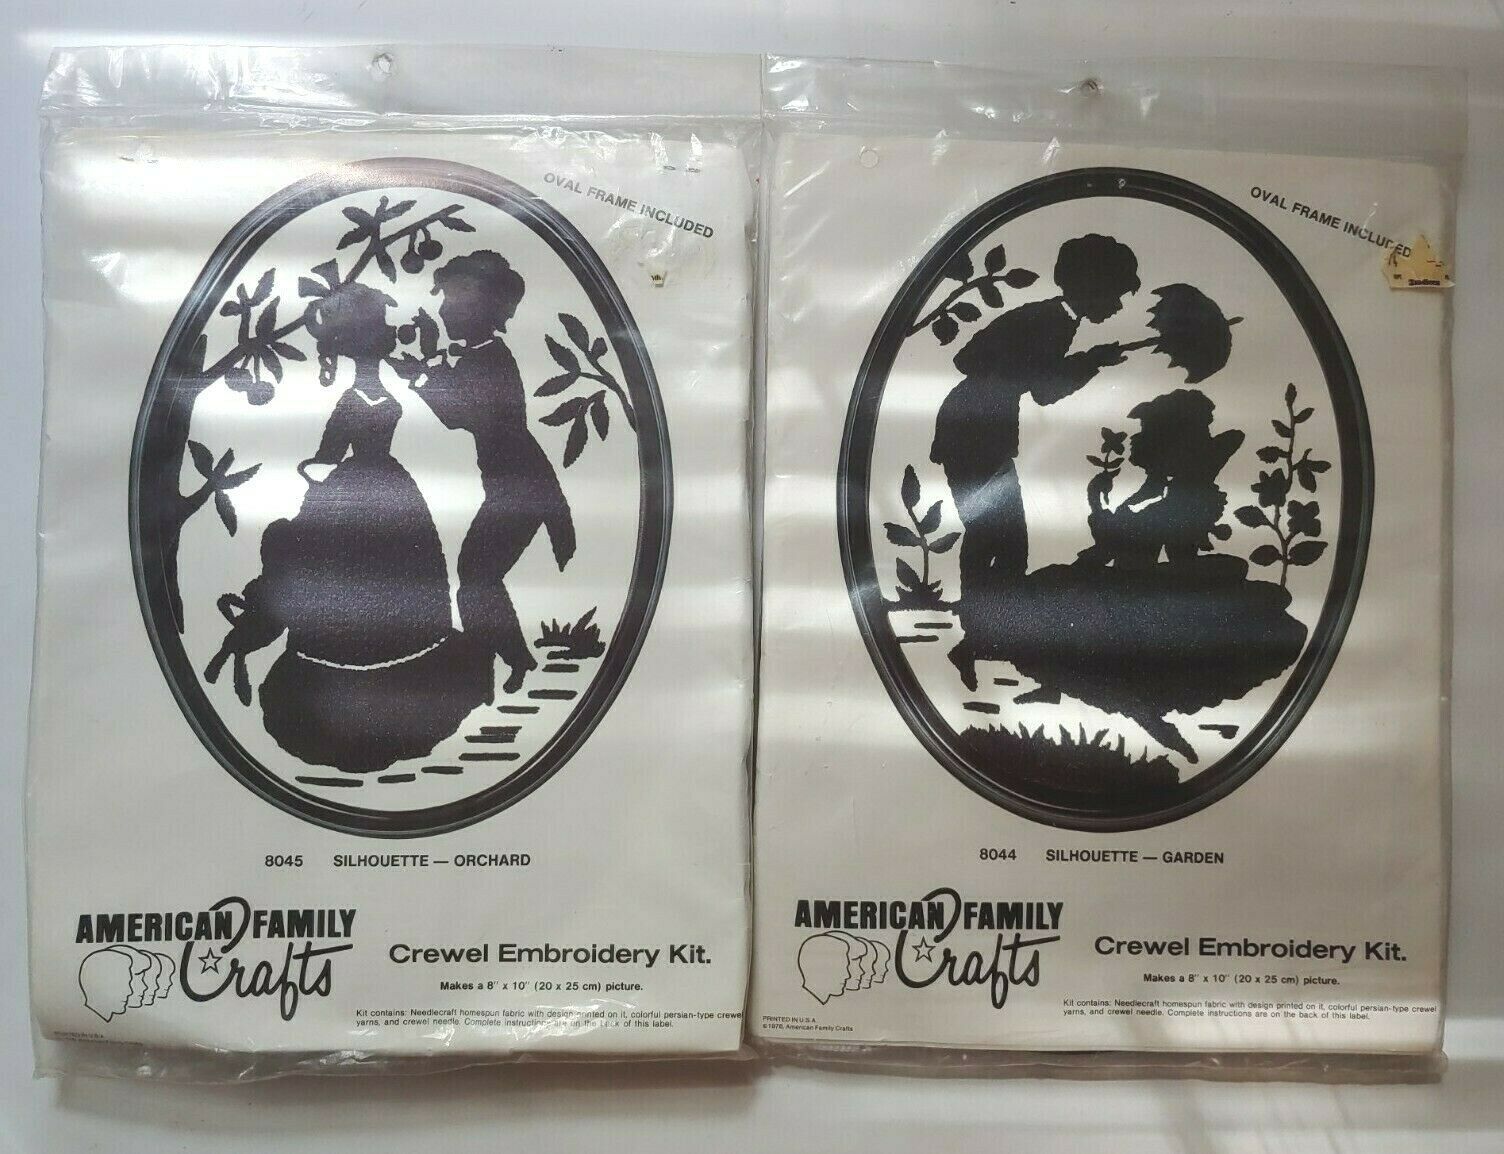 OVAL FRAME INCLUDED
8045 SILHOUETTE — ORCHARD
AMERICAN FAMILY
Crafts
Crewel Embroidery Kit.
Makes a 8" x 10" (20 x 25 cm) picture.
Kit contains: Needlecraft homespun fabric with design printed on it, colorful persian-type crewel
yarns, and crewel needle. Complete instructions are on the back of this label.
PRINTED IN U.S.A.
OVAL FRAME INCLUDED
8044 SILHOUETTE — GARDEN
AMERICAN FAMILY
Crafts
Crewel Embroidery Kit.
Makes a 8" x 10" (20 x 25 cm) picture.
Kit contains: Needlecraft homespun fabric with design printed on it, colorful persian-type crewel
yarns, and crewel needle. Complete instructions are on the back of this label.
PRINTED IN U.S.A.
©1976, American Family Crafts